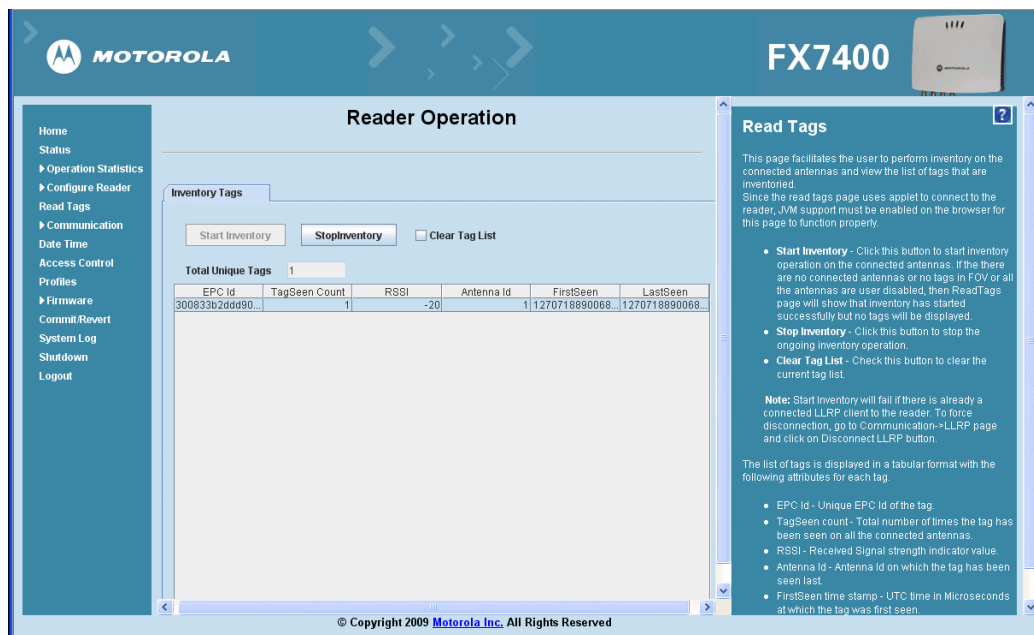 MOTOROLA
FX7400
MOTOROLA
Home
Status
Operation Statistics
Configure Reader
Read Tags
Communication
Date Time
Access Control
Profiles
Firmware
Commit/Revert
System Log
Shutdown
Logout
Reader Operation
Inventory Tags
Start Inventory StopInventory Clear Tag List
Total Unique Tags 1
EPC Id TagSeen Count RSSI Antenna Id FirstSeen LastSeen
300833b2ddd90... 1 -20 1 1270718890068... 1270718890068...
?
Read Tags
This page facilitates the user to perform inventory on the
connected antennas and view the list of tags that are
inventoried.
Since the read tags page uses applet to connect to the
reader, JVM support must be enabled on the browser for
this page to function properly.
Start Inventory - Click this button to start inventory
operation on the connected antennas. If the there
are no connected antennas or no tags in FOV or all
the antennas are user disabled, then ReadTags
page will show that inventory has started
successfully but no tags will be displayed.
Stop Inventory - Click this button to stop the
ongoing inventory operation.
Clear Tag List - Check this button to clear the
current tag list.
Note: Start Inventory will fail if there is already a
connected LLRP client to the reader. To force
disconnection, go to Communication->LLRP page
and click on Disconnect LLRP button.
The list of tags is displayed in a tabular format with the
following attributes for each tag.
EPC Id - Unique EPC Id of the tag.
TagSeen count - Total number of times the tag has
been seen on all the connected antennas.
RSSI - Received Signal strength indicator value.
Antenna Id - Antenna Id on which the tag has been
seen last.
FirstSeen time stamp - UTC time in Microseconds
at which the tag was first seen.
© Copyright 2009 Motorola Inc. All Rights Reserved